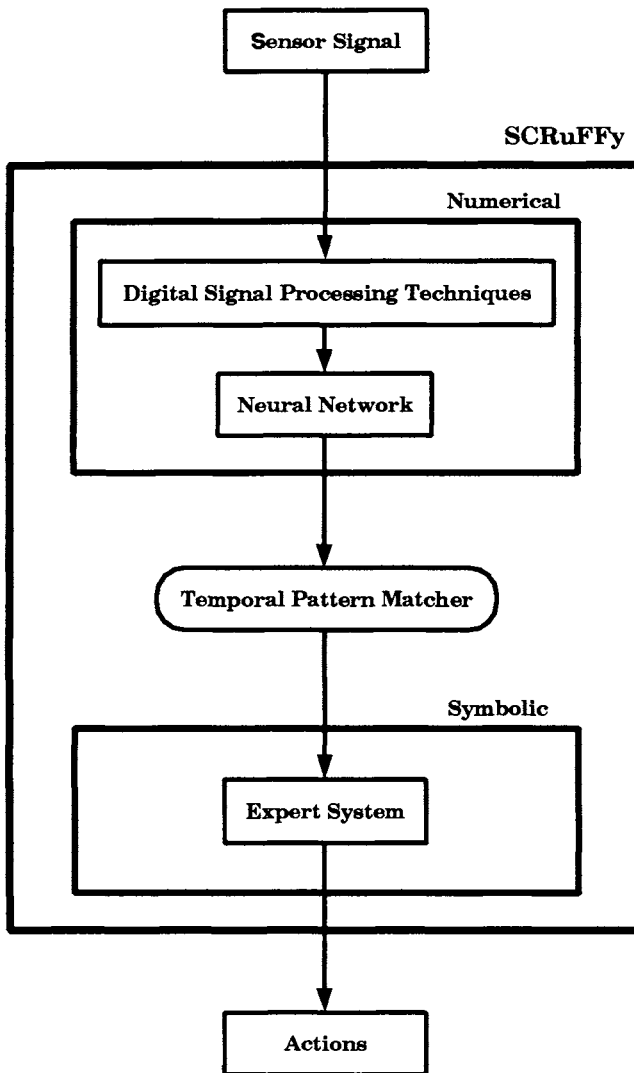 Sensor Signal
SCRuFFy
Numerical
Digital Signal Processing Techniques
Neural Network
Temporal Pattern Matcher
Symbolic
Expert System
Actions